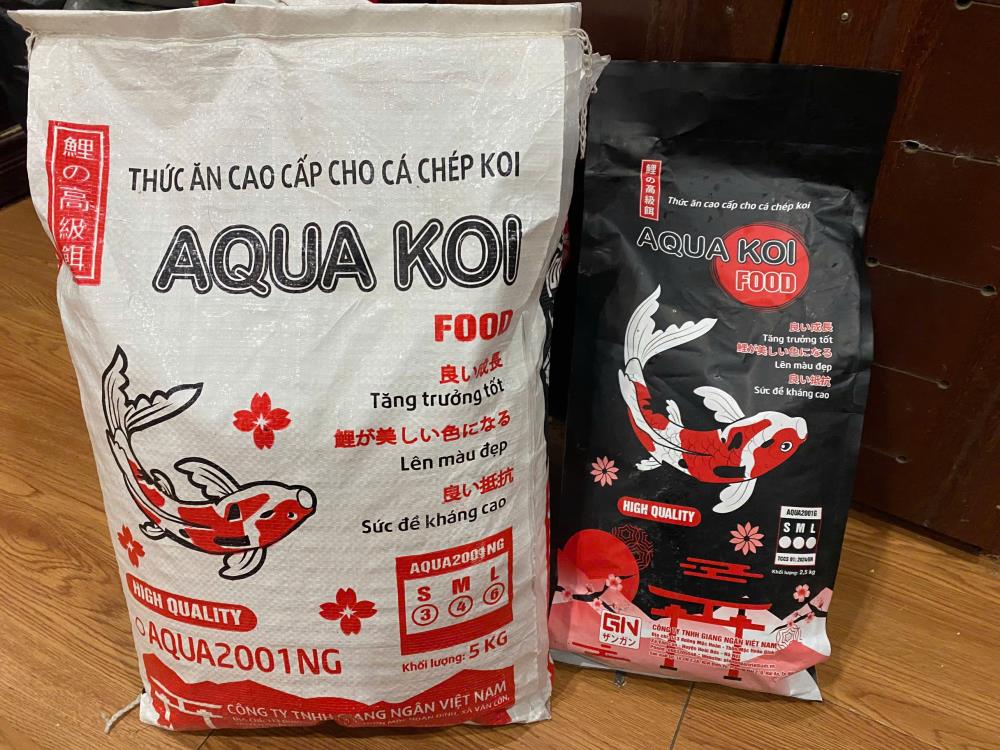 鯉の高級餌
THỨC ĂN CAO CẤP CHO CÁ CHÉP KOI
AQUA KOI
FOOD
良い成長
Tăng trưởng tốt
鯉が美しい色になる
Lên màu đẹp
良い抵抗
Sức đề kháng cao
AQUA2001NG
S M L
3 4 6
HIGH QUALITY
AQUA2001NG
Khối lượng: 5 KG
CÔNG TY TNHH GIANG NGÂN VIỆT NAM
鯉の高級餌
Thức ăn cao cấp cho cá chép koi
AQUA KOI
FOOD
良い成長
Tăng trưởng tốt
鯉が美しい色になる
Lên màu đẹp
良い抵抗
Sức đề kháng cao
HIGH QUALITY
AQUA2001G
S M L
Khối lượng: 2,5 kg
GN
ザンガン
CÔNG TY TNHH GIANG NGÂN VIỆT NAM